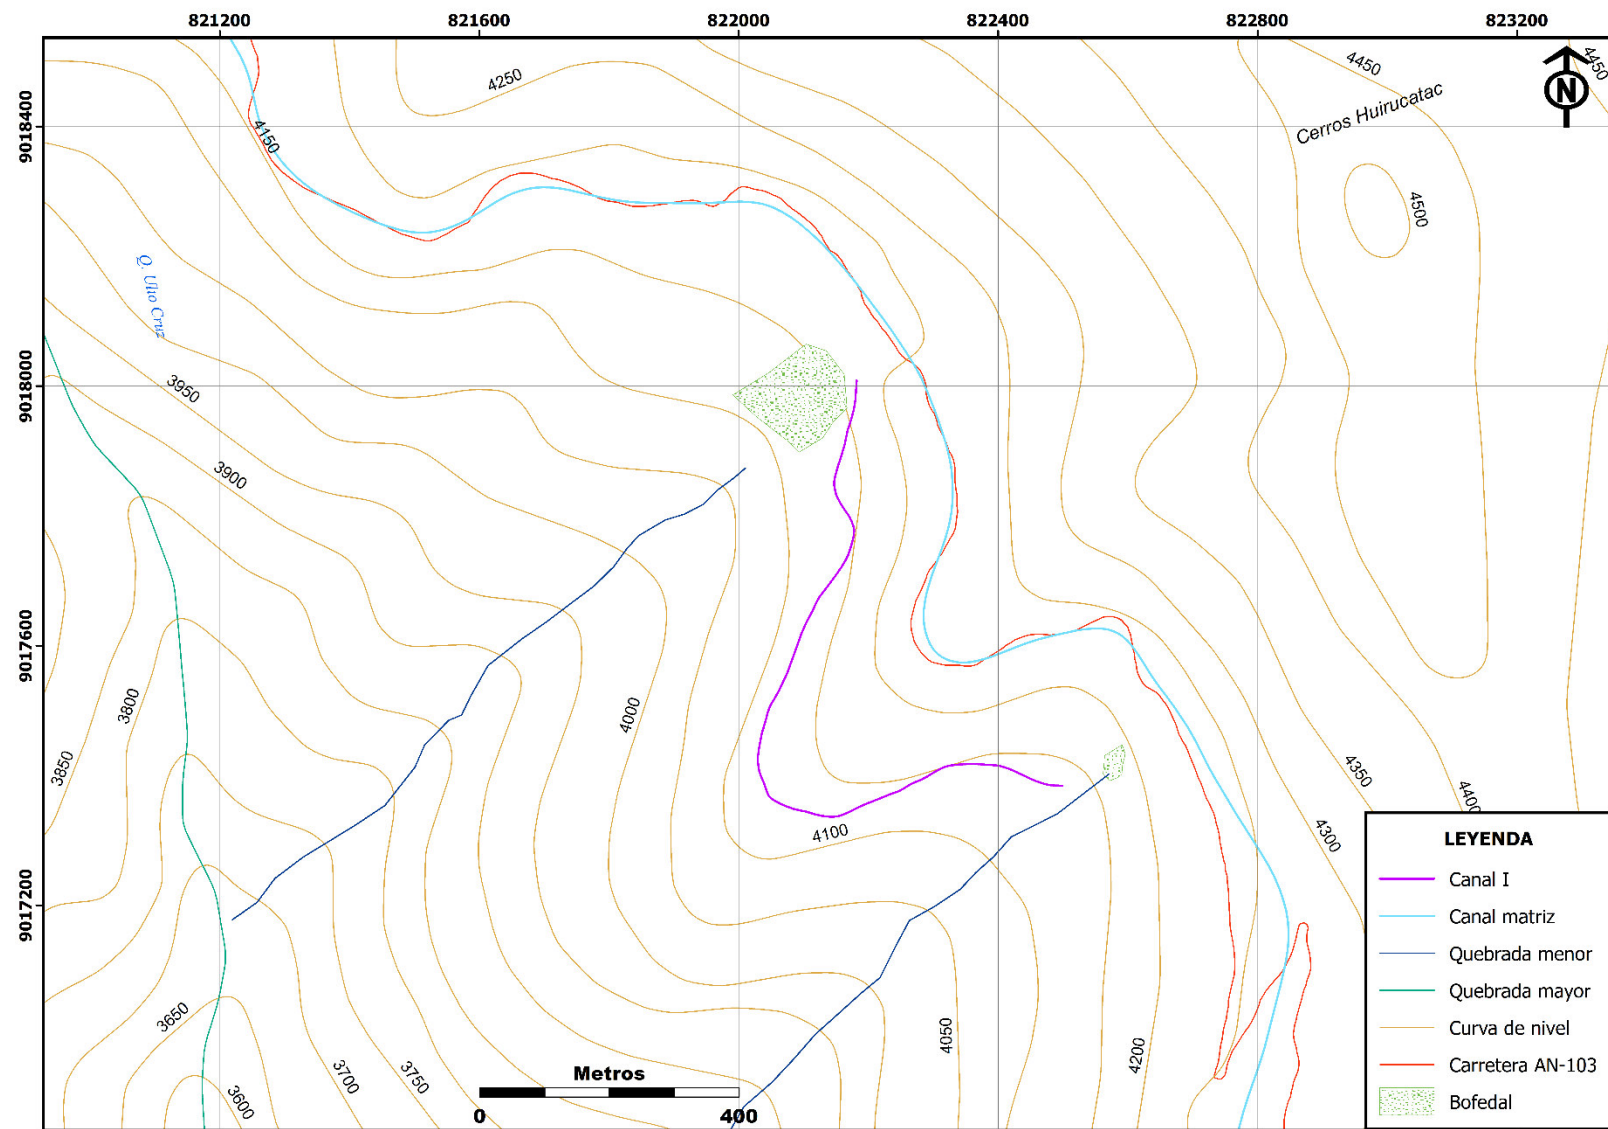 821200 821600 822000 822400 822800 823200
4450
4450
4250
N
Cerros Huirucatac
9018400
4150
4500
Q. Ulto Cruz
9018000
3950
3900
9017600
3800
4000
3850
4350
4400
4100
4300
9017200
3650
4050
4200
3700
3750
3600
Metros
0 400
LEYENDA
Canal I
Canal matriz
Quebrada menor
Quebrada mayor
Curva de nivel
Carretera AN-103
Bofedal